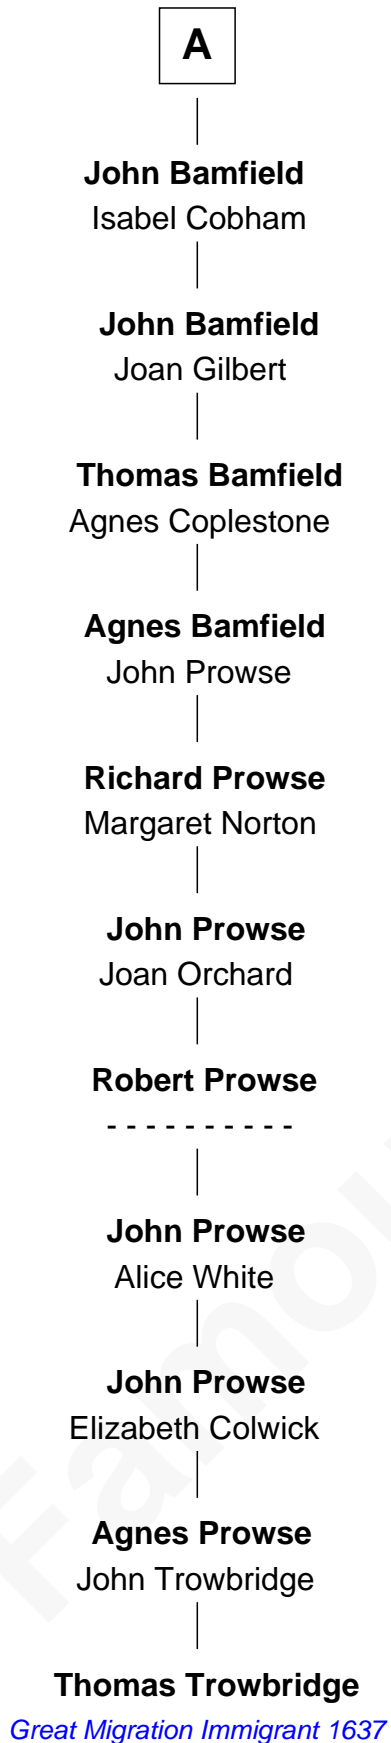 A
John Bamfield
Isabel Cobham
John Bamfield
Joan Gilbert
Thomas Bamfield
Agnes Coplestone
Agnes Bamfield
John Prowse
Richard Prowse
Margaret Norton
John Prowse
Joan Orchard
Robert Prowse
- - - - - - - - - -
John Prowse
Alice White
John Prowse
Elizabeth Colwick
Agnes Prowse
John Trowbridge
Thomas Trowbridge
Great Migration Immigrant 1637